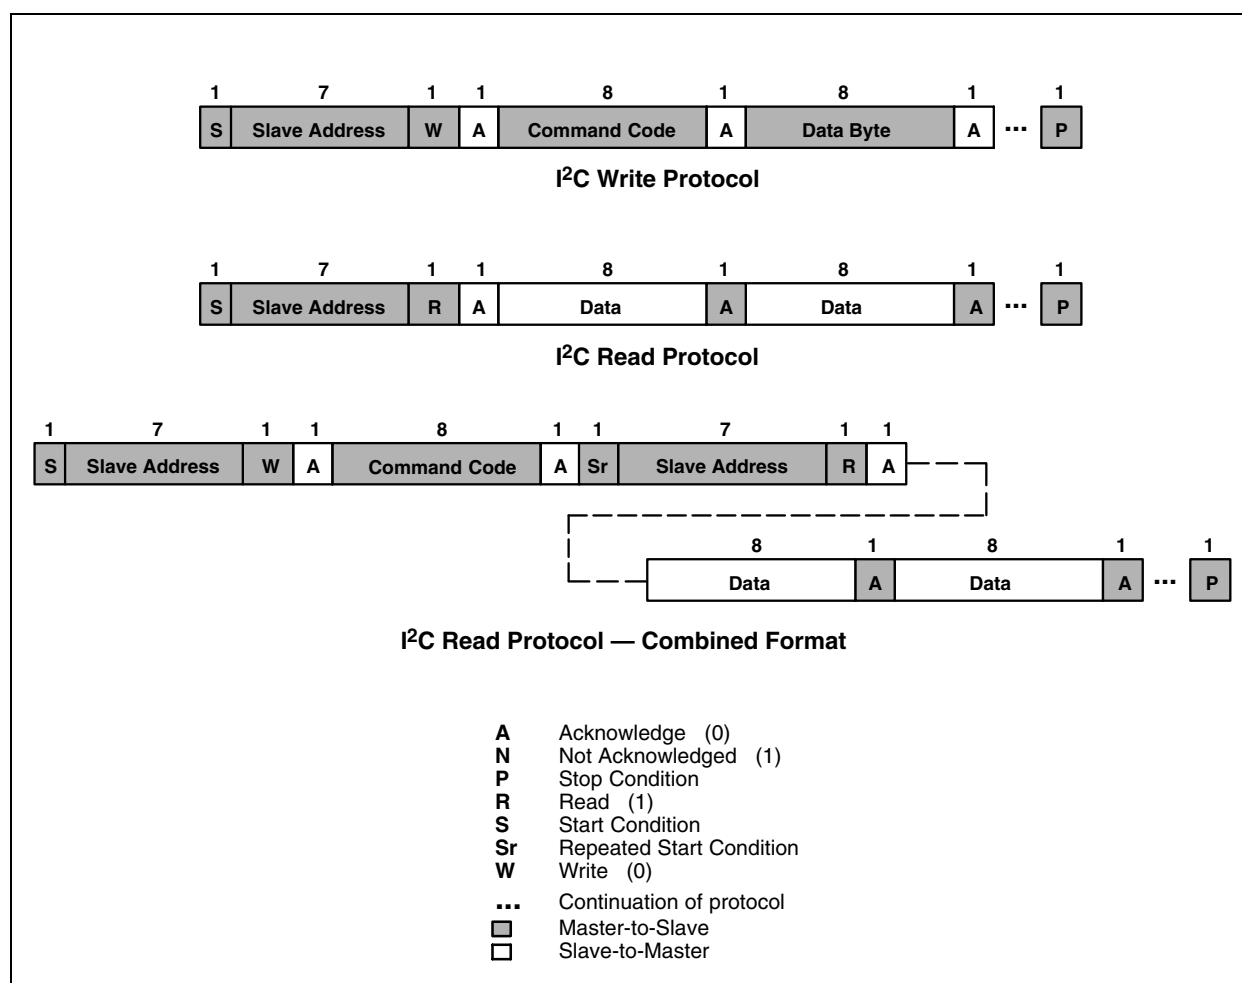 1 7 1 1 8 1 8 1 1
S Slave Address W A Command Code A Data Byte A ... P
I²C Write Protocol
1 7 1 1 8 1 8 1 1
S Slave Address R A Data A Data A ... P
I²C Read Protocol
1 7 1 1 8 1 1 7 1 1
S Slave Address W A Command Code A Sr Slave Address R A
8 1 8 1 1
Data A Data A ... P
I²C Read Protocol — Combined Format
A Acknowledge (0)
N Not Acknowledged (1)
P Stop Condition
R Read (1)
S Start Condition
Sr Repeated Start Condition
W Write (0)
... Continuation of protocol
Master-to-Slave
Slave-to-Master